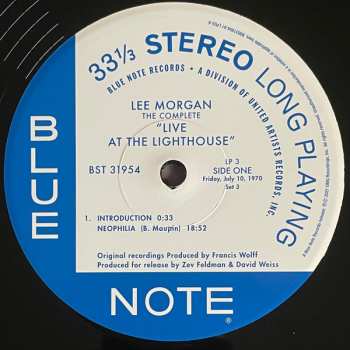 33⅓ STEREO LONG PLAYING
BLUE NOTE RECORDS • A DIVISION OF UNITED ARTISTS RECORDS, INC.
LEE MORGAN
THE COMPLETE
"LIVE
AT THE LIGHTHOUSE"
BST 31954
LP 3
SIDE ONE
Friday, July 10, 1970
Set 3
1. INTRODUCTION 0:33
NEOPHILIA (B. Maupin) 18:52
Original recordings Produced by Francis Wolff
Produced for release by Zev Feldman & David Weiss
BLUE
NOTE ®